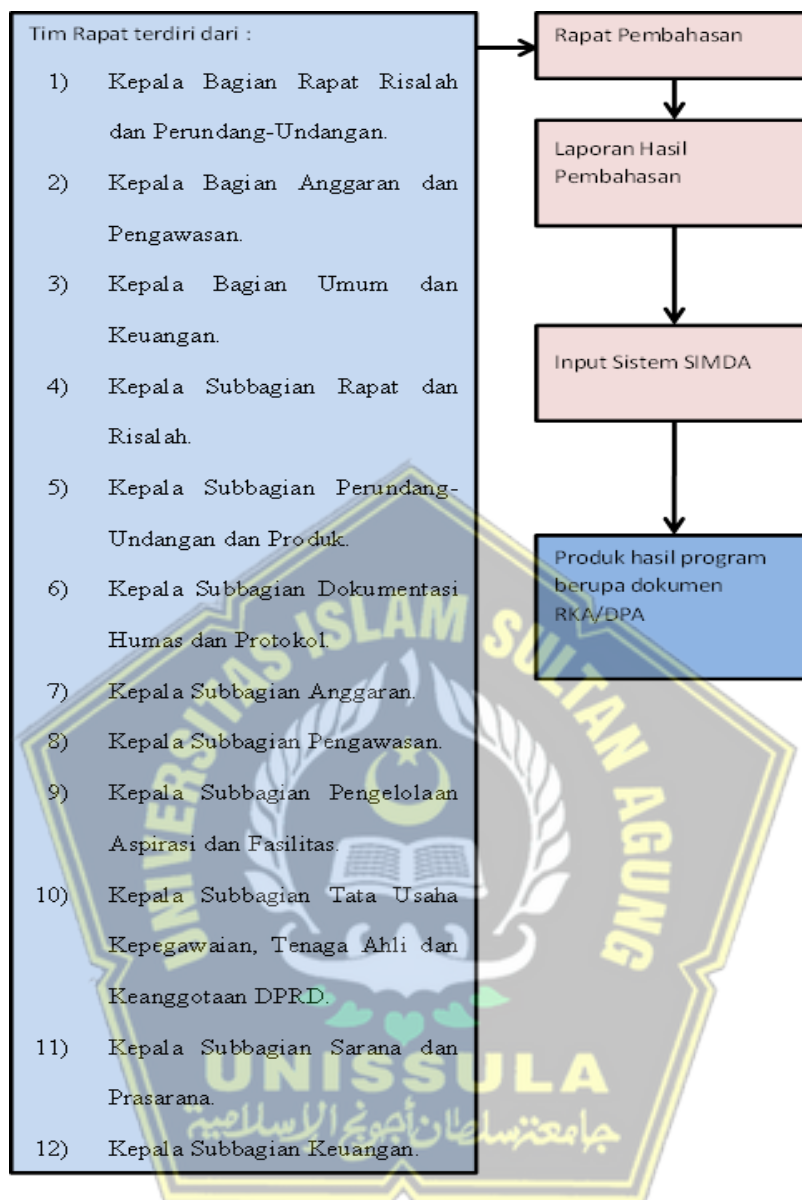 Tim Rapat terdiri dari :
1) Kepala Bagian Rapat Risalah
dan Perundang-Undangan.
2) Kepala Bagian Anggaran dan
Pengawasan.
3) Kepala Bagian Umum dan
Keuangan.
4) Kepala Subbagian Rapat dan
Risalah.
5) Kepala Subbagian Perundang-
Undangan dan Produk.
6) Kepala Subbagian Dokumentasi
Humas dan Protokol.
7) Kepala Subbagian Anggaran.
8) Kepala Subbagian Pengawasan.
9) Kepala Subbagian Pengelolaan
Aspirasi dan Fasilitas.
10) Kepala Subbagian Tata Usaha
Kepegawaian, Tenaga Ahli dan
Keanggotaan DPRD.
11) Kepala Subbagian Sarana dan
Prasarana.
12) Kepala Subbagian Keuangan.
Rapat Pembahasan
Laporan Hasil
Pembahasan
Input Sistem SIMDA
Produk hasil program
berupa dokumen
RKA/DPA
UNIVERSITAS ISLAM SULTAN AGUNG
UNISSULA
جامعتنسلطان أجونج الإسلامية